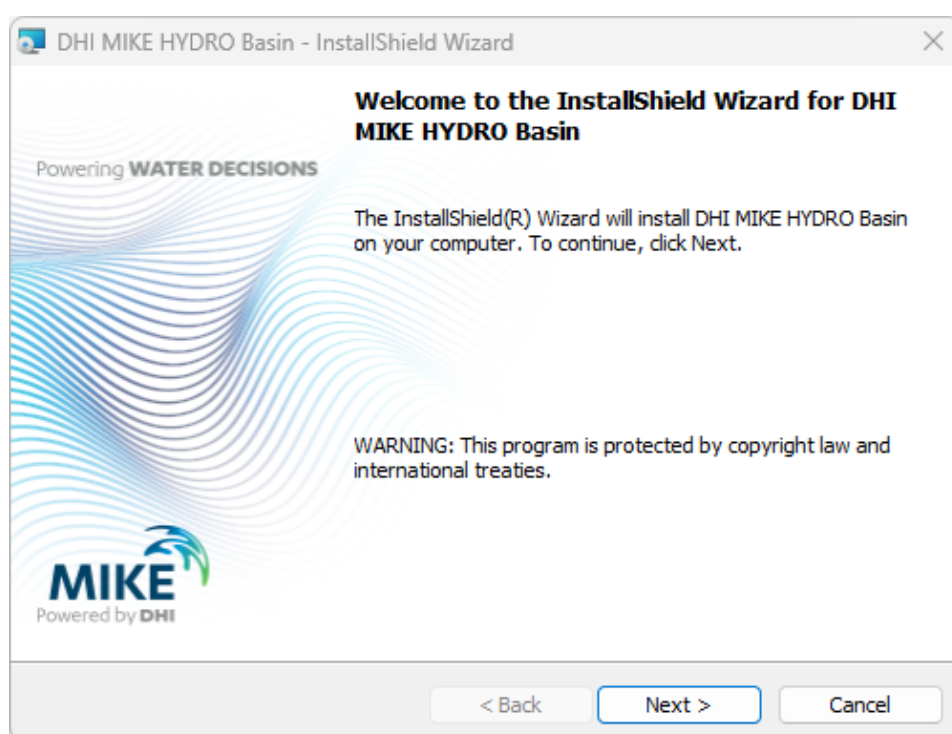 DHI MIKE HYDRO Basin - InstallShield Wizard
Welcome to the InstallShield Wizard for DHI
MIKE HYDRO Basin
Powering WATER DECISIONS
The InstallShield(R) Wizard will install DHI MIKE HYDRO Basin
on your computer. To continue, click Next.
WARNING: This program is protected by copyright law and
international treaties.
MIKE
Powered by DHI
< Back
Next >
Cancel